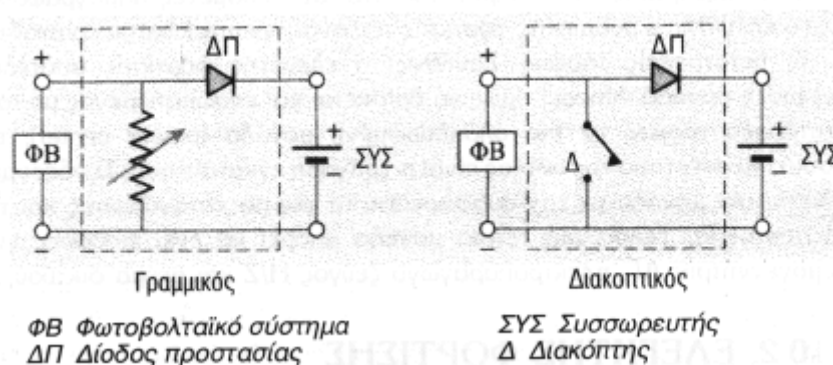 ΔΠ
+
+
ΦΒ
+
ΣΥΣ
Γραμμικός
ΔΠ
+
+
ΦΒ
Δ
+
-
ΣΥΣ
Διακοπτικός
ΦΒ Φωτοβολταϊκό σύστημα
ΔΠ Δίοδος προστασίας
ΣΥΣ Συσσωρευτής
Δ Διακόπτης